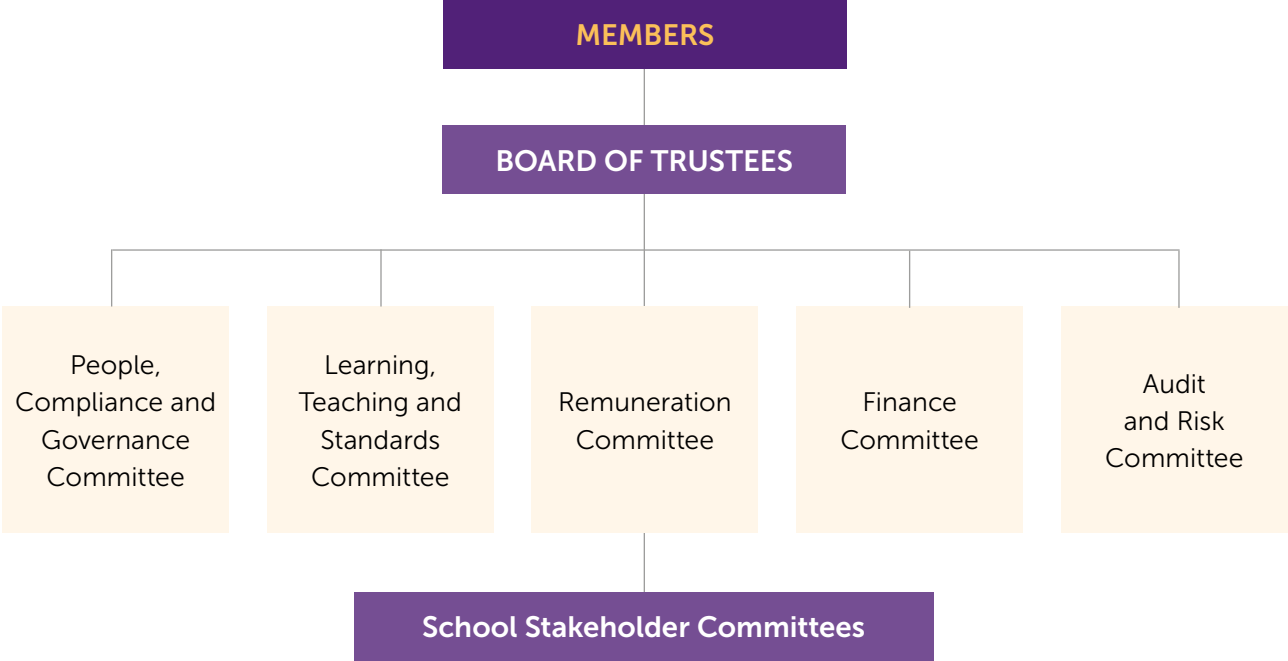 MEMBERS
BOARD OF TRUSTEES
People,
Compliance and
Governance
Committee
Learning,
Teaching and
Standards
Committee
Remuneration
Committee
Finance
Committee
Audit
and Risk
Committee
School Stakeholder Committees